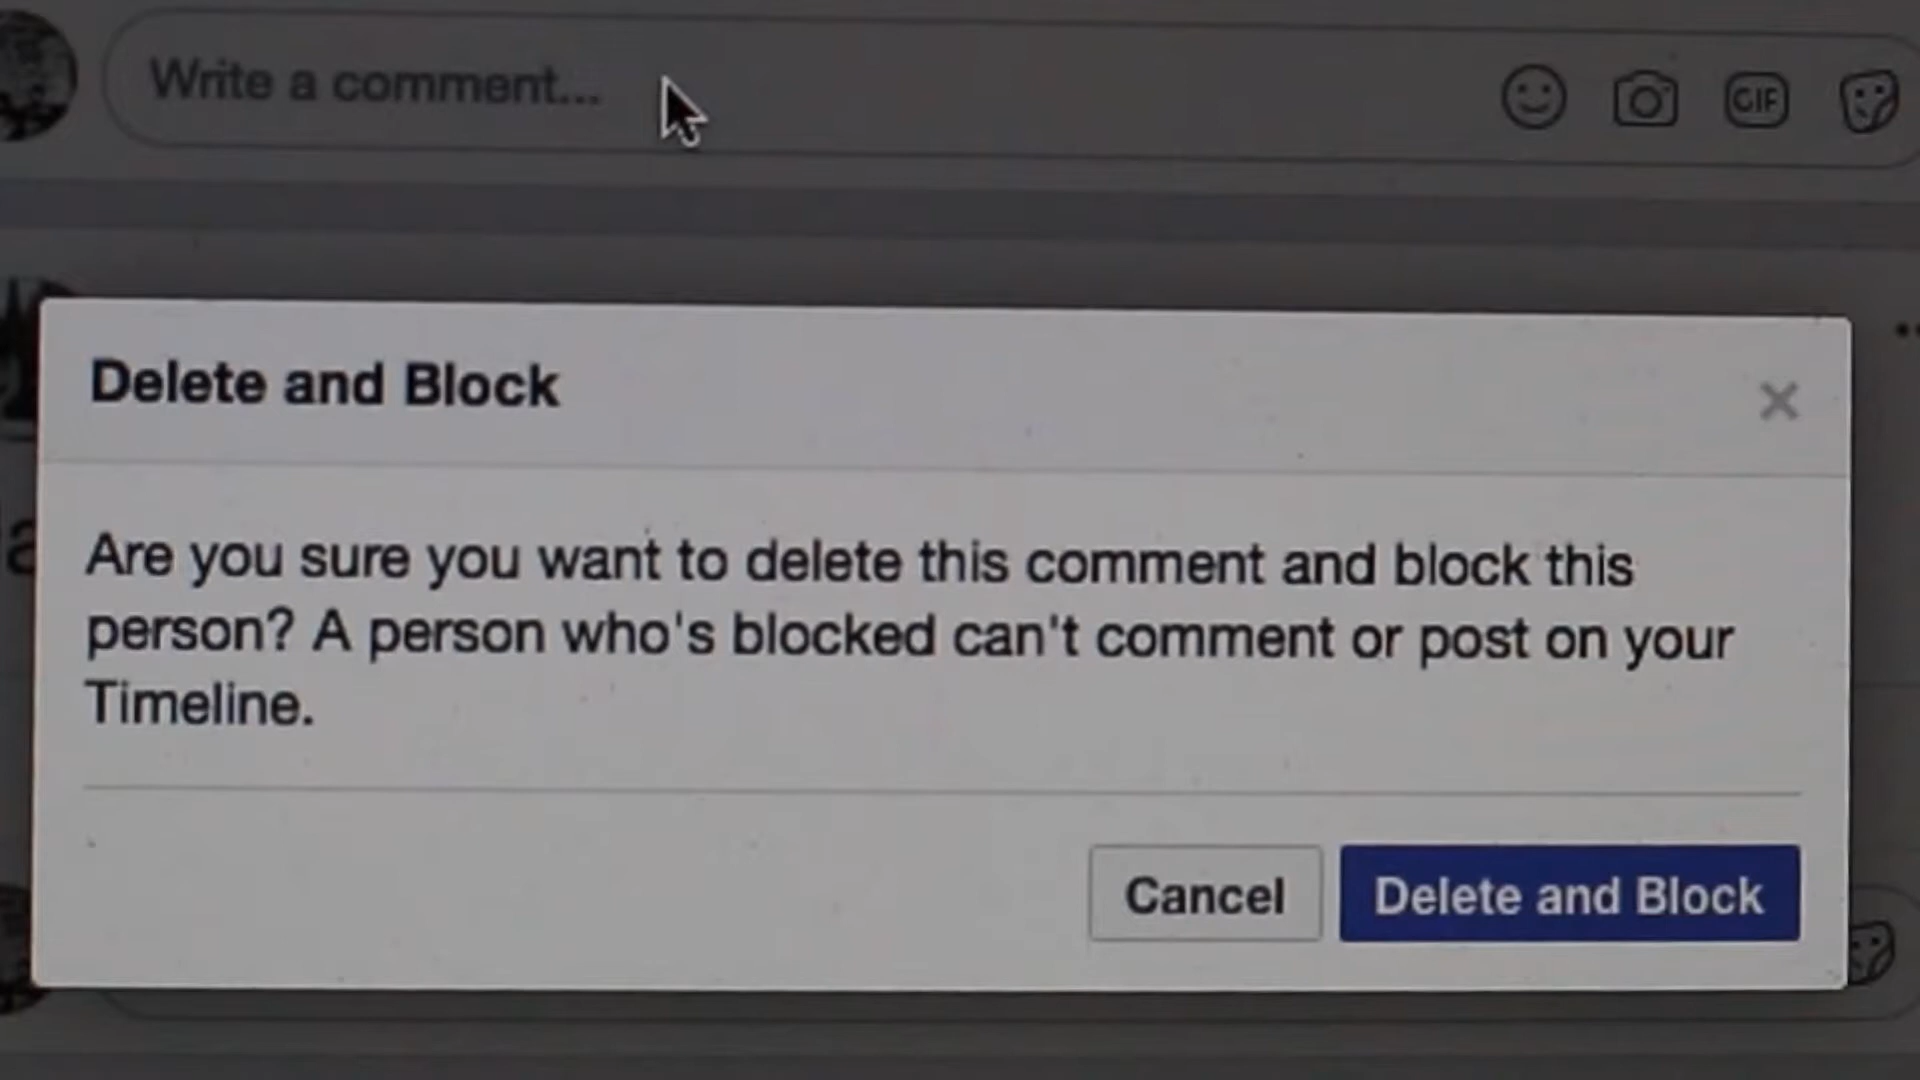 Write a comment...
GIF
Delete and Block
Are you sure you want to delete this comment and block this
person? A person who's blocked can't comment or post on your
Timeline.
Cancel
Delete and Block